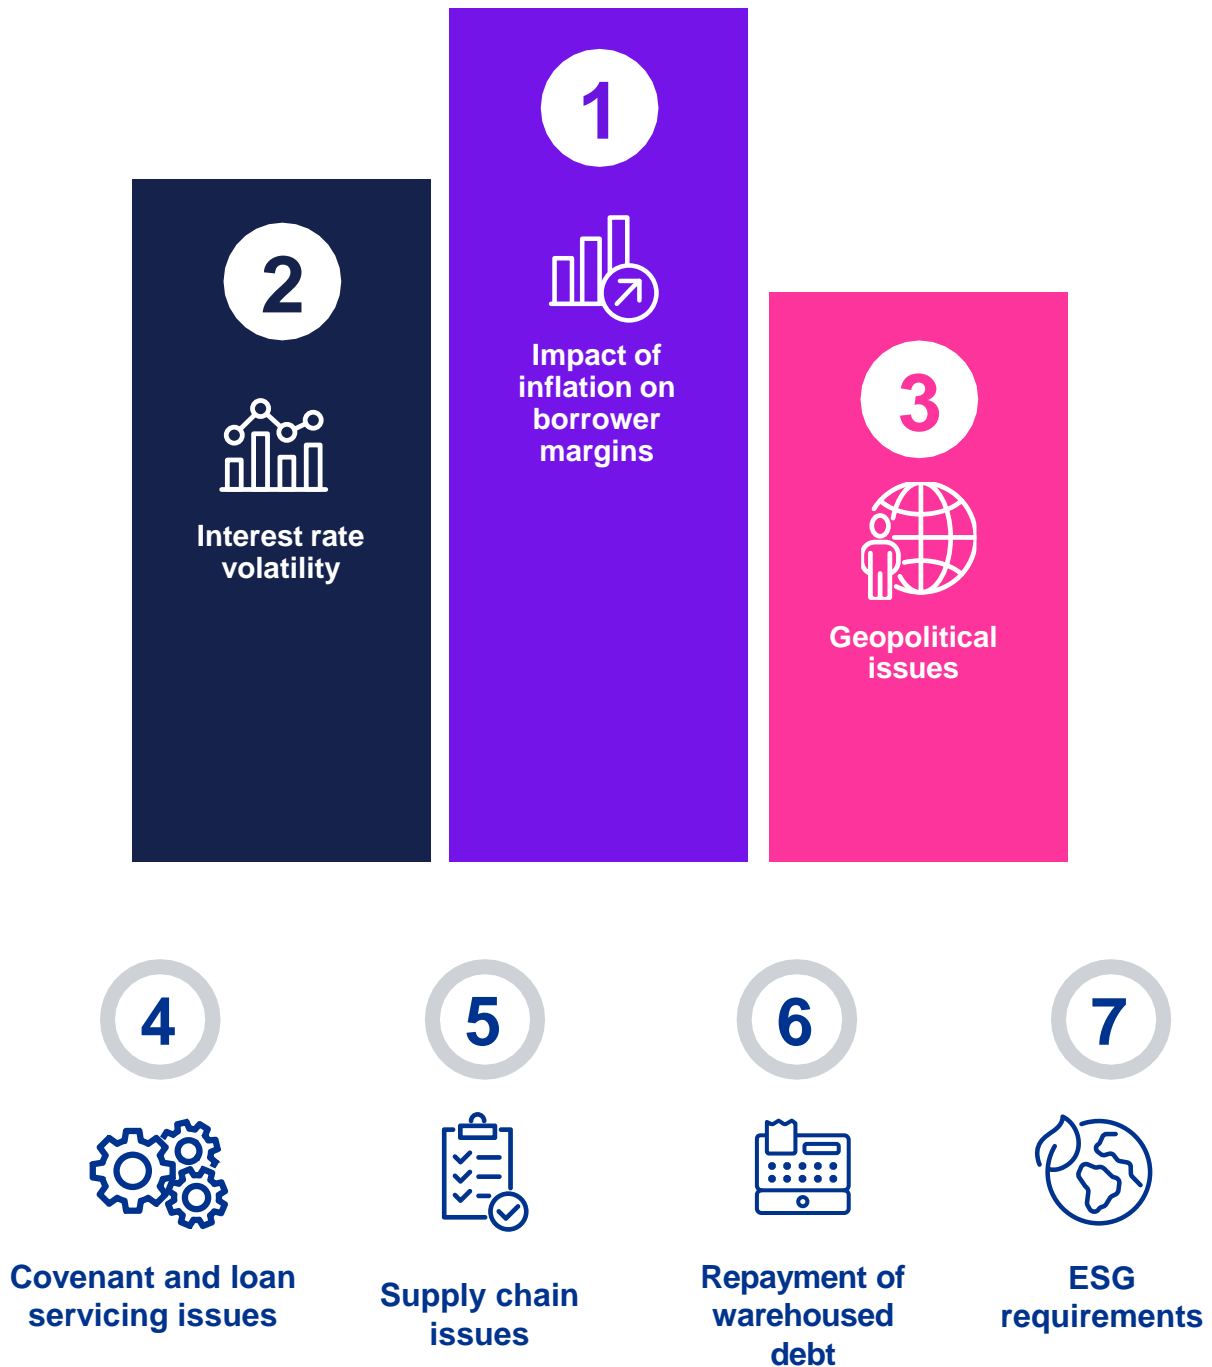 1
Impact of
inflation on
borrower
margins
2
Interest rate
volatility
3
Geopolitical
issues
4
Covenant and loan
servicing issues
5
Supply chain
issues
6
Repayment of
warehoused
debt
7
ESG
requirements